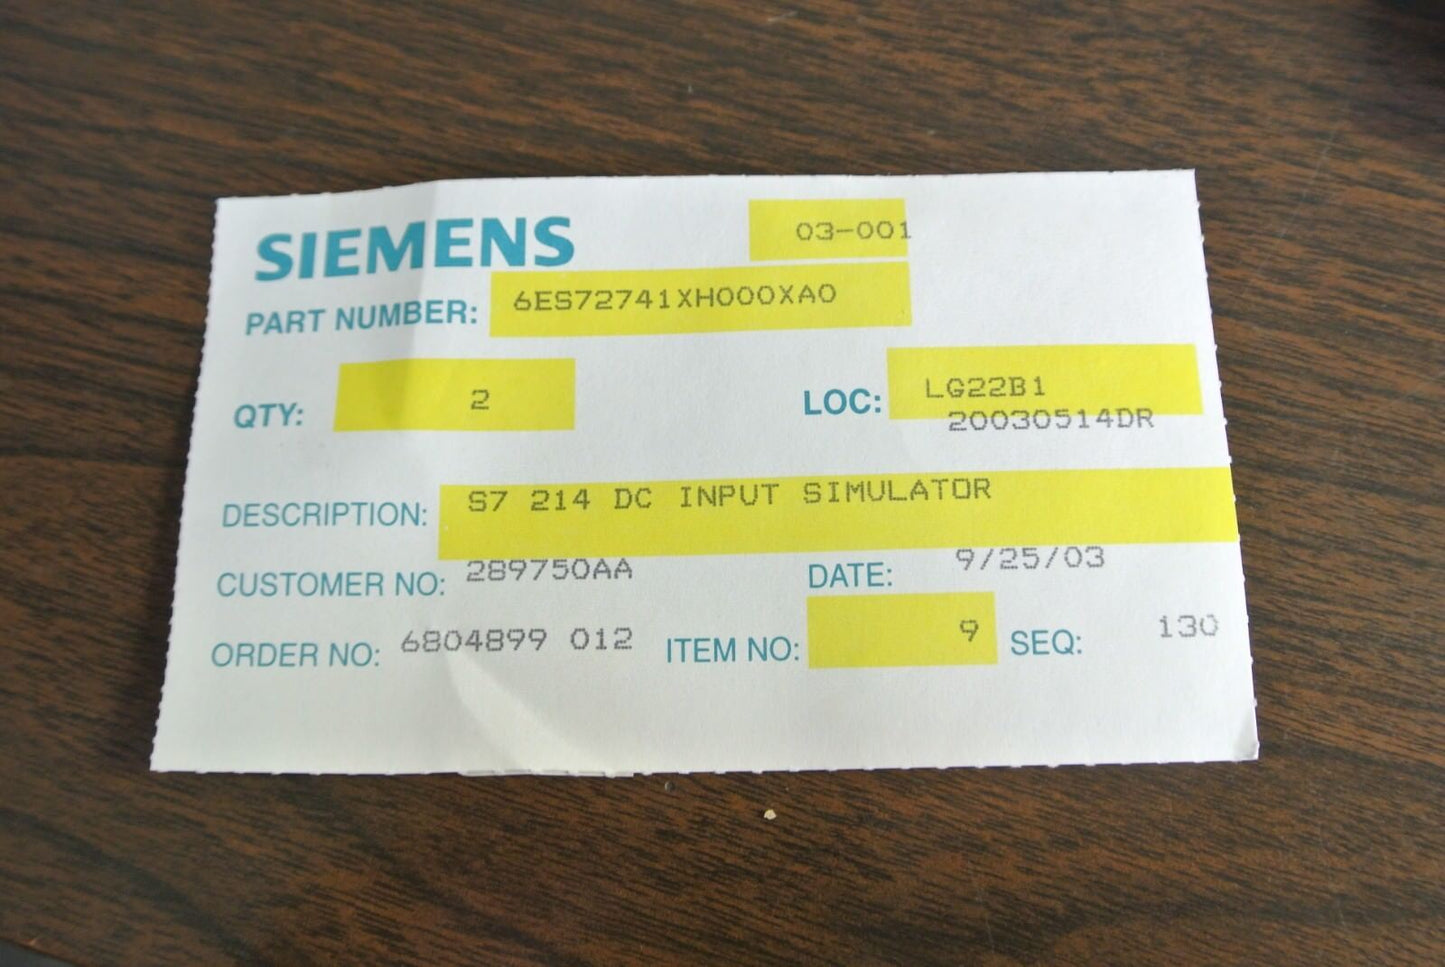 SIEMENS 03-001
PART NUMBER: 6ES72741XH000XA0
QTY: 2 LOC: LG22B1
20030514DR
DESCRIPTION: S7 214 DC INPUT SIMULATOR
CUSTOMER NO: 289750AA DATE: 9/25/03
ORDER NO: 6804899 012 ITEM NO: 9 SEQ: 130